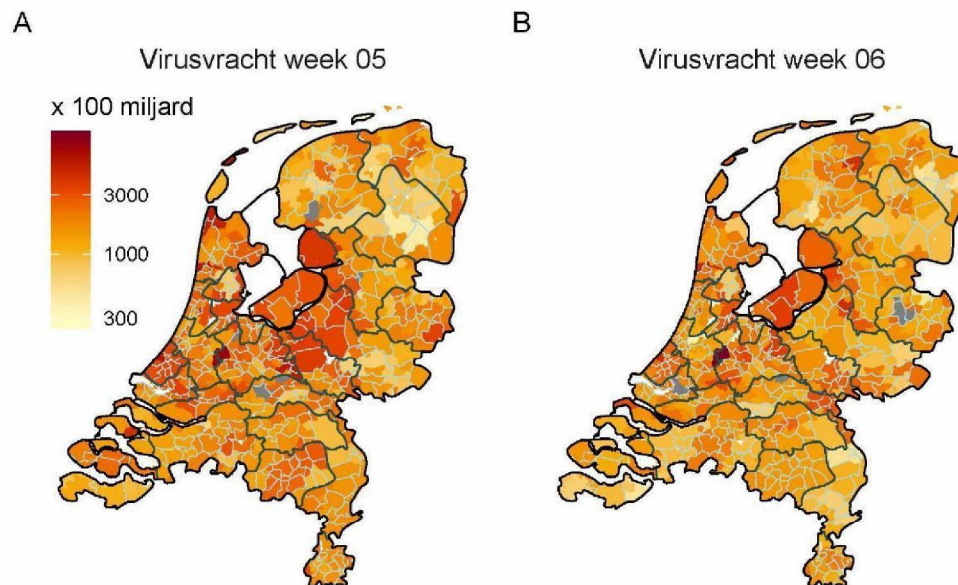 A
Virusvracht week 05
x 100 miljard
3000
1000
300
B
Virusvracht week 06